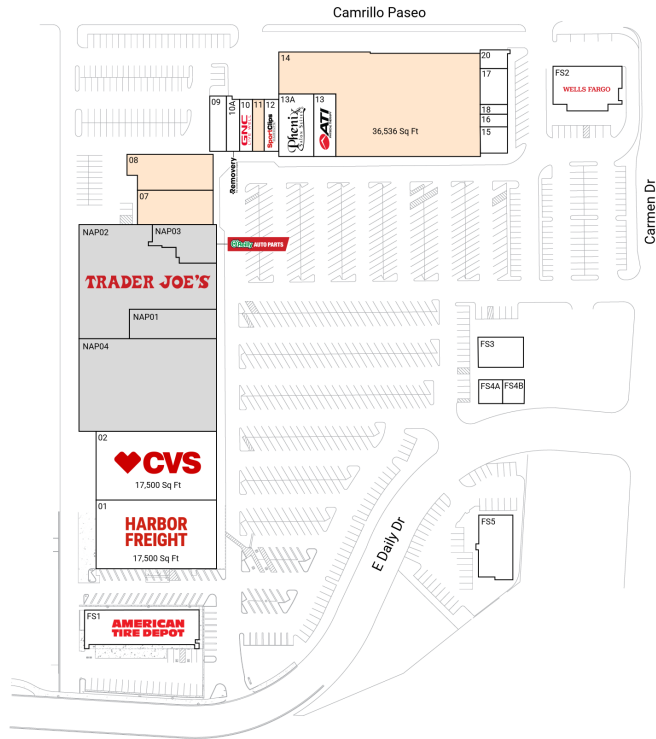 Camrillo Paseo
14
20
17
FS2
WELLS FARGO
09
10A
10
11
12
13A
13
GNC
SportClips
Phenix
Salon Suites
ATI
36,536 Sq Ft
18
16
15
Removery
08
07
Carmen Dr
NAP02
NAP03
O'Reilly AUTO PARTS
TRADER JOE'S
NAP01
NAP04
FS3
FS4A
FS4B
02
CVS
17,500 Sq Ft
01
HARBOR
FREIGHT
17,500 Sq Ft
E Daily Dr
FS5
FS1
AMERICAN
TIRE DEPOT